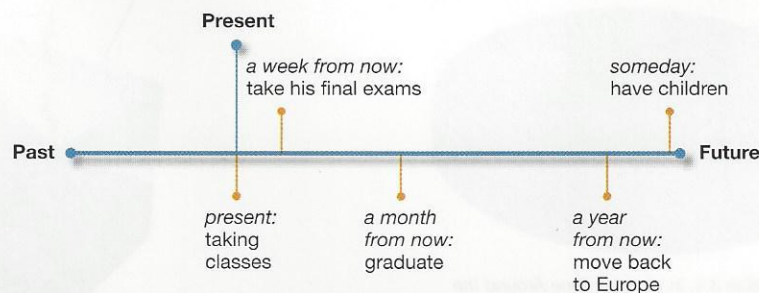 Present
a week from now:
take his final exams
someday:
have children
Past
Future
present:
taking
classes
a month
from now:
graduate
a year
from now:
move back
to Europe